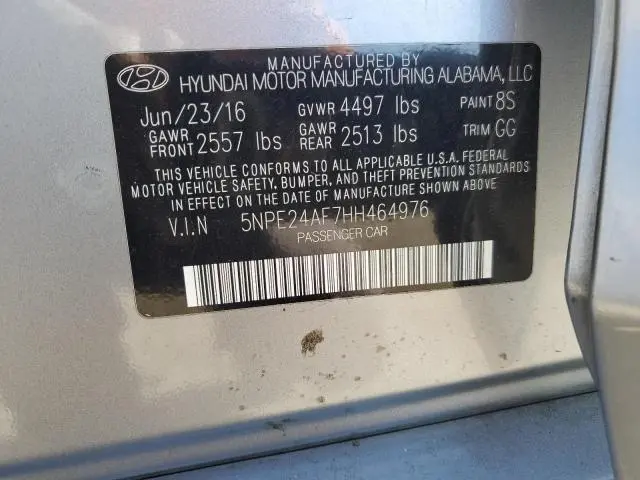 MANUFACTURED BY
HYUNDAI MOTOR MANUFACTURING ALABAMA, LLC
Jun/23/16 GVWR 4497 lbs PAINT 8S
GAWR FRONT 2557 lbs GAWR REAR 2513 lbs TRIM GG
THIS VEHICLE CONFORMS TO ALL APPLICABLE U.S.A. FEDERAL
MOTOR VEHICLE SAFETY, BUMPER, AND THEFT PREVENTION STANDARDS
IN EFFECT ON THE DATE OF MANUFACTURE SHOWN ABOVE
V.I.N 5NPE24AF7HH464976
PASSENGER CAR